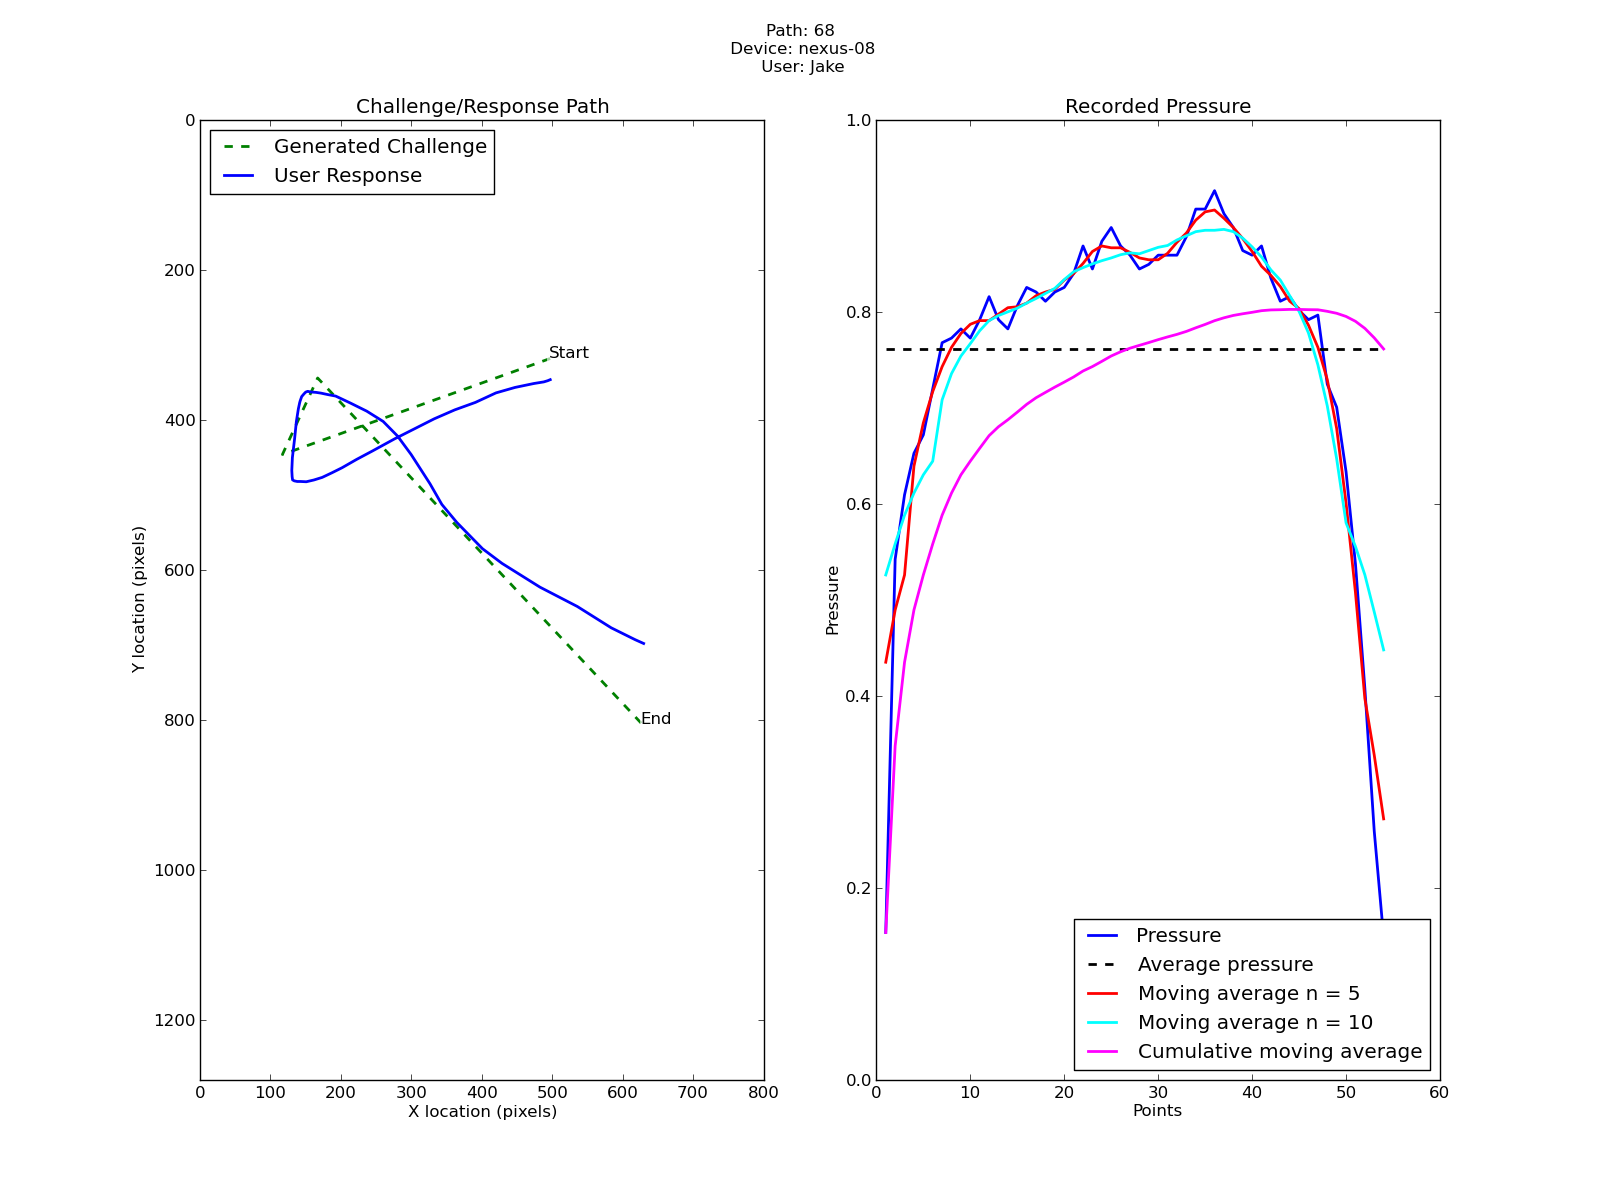 Path: 68
Device: nexus-08
User: Jake
Challenge/Response Path
Generated Challenge
User Response
Start
End
0
200
400
600
800
1000
1200
Y location (pixels)
0 100 200 300 400 500 600 700 800
X location (pixels)
Recorded Pressure
1.0
0.8
0.6
0.4
0.2
0.0
Pressure
Pressure
Average pressure
Moving average n = 5
Moving average n = 10
Cumulative moving average
0 10 20 30 40 50 60
Points